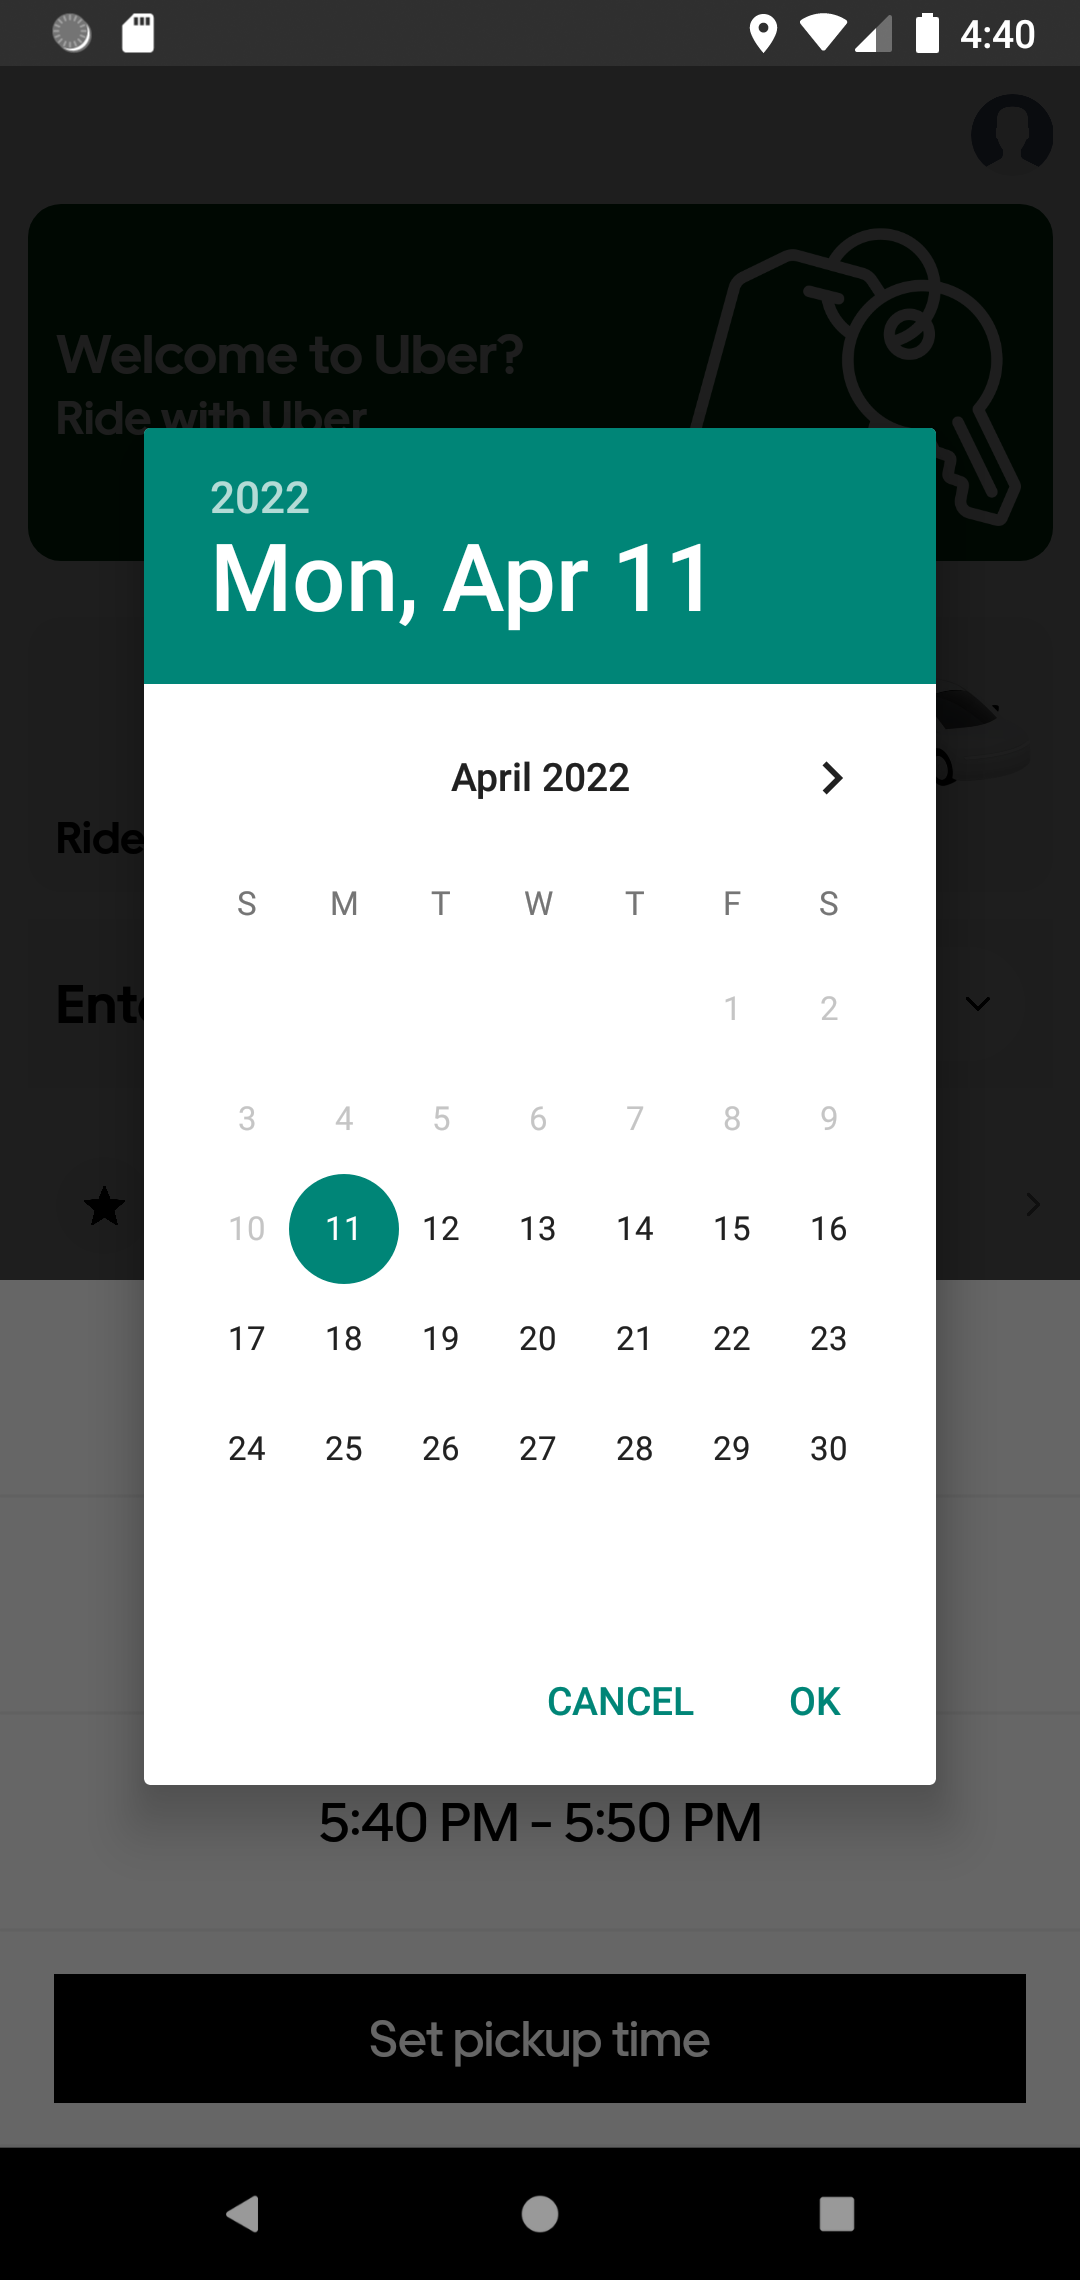 4:40
Welcome to Uber?
Ride with Uber
2022
Mon, Apr 11
April 2022
Ride
S M T W T F S
1 2
3 4 5 6 7 8 9
10 11 12 13 14 15 16
17 18 19 20 21 22 23
24 25 26 27 28 29 30
CANCEL OK
5:40 PM - 5:50 PM
Set pickup time